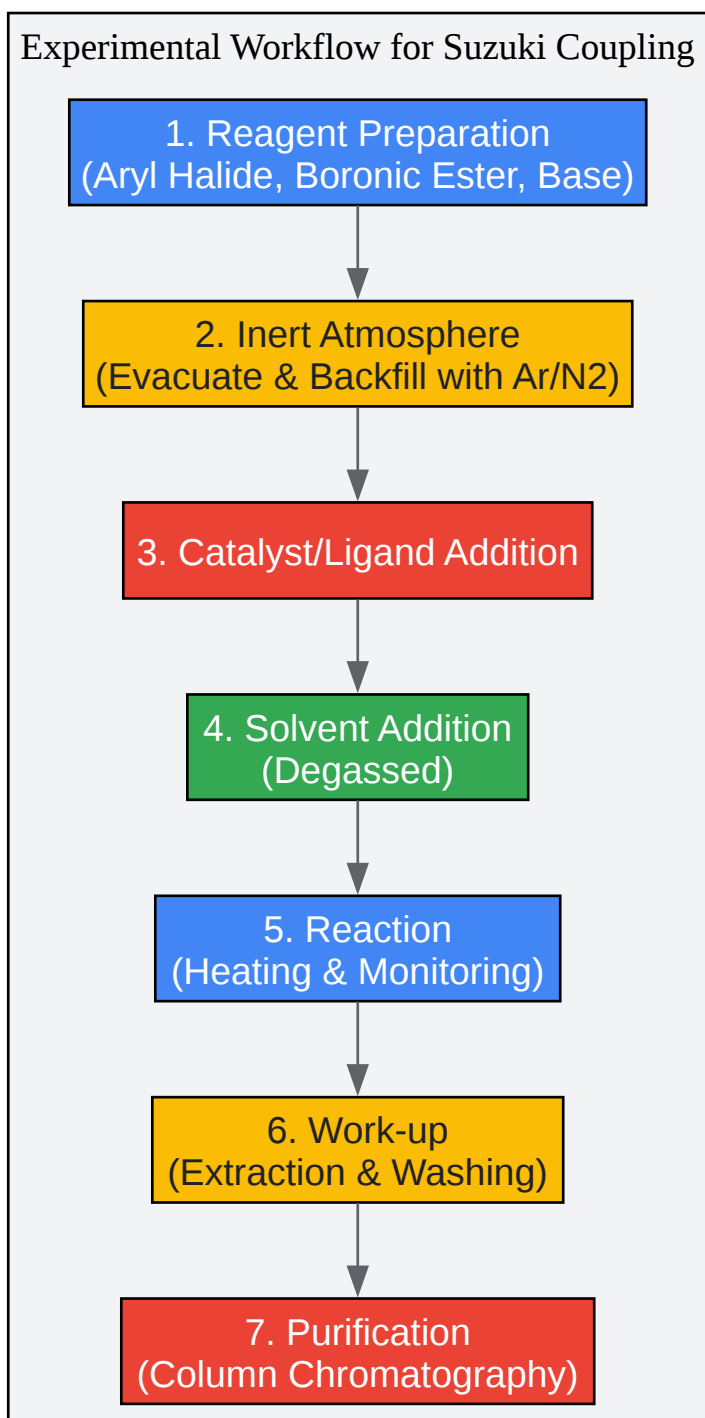 Experimental Workflow for Suzuki Coupling
1. Reagent Preparation
(Aryl Halide, Boronic Ester, Base)
2. Inert Atmosphere
(Evacuate & Backfill with Ar/N2)
3. Catalyst/Ligand Addition
4. Solvent Addition
(Degassed)
5. Reaction
(Heating & Monitoring)
6. Work-up
(Extraction & Washing)
7. Purification
(Column Chromatography)